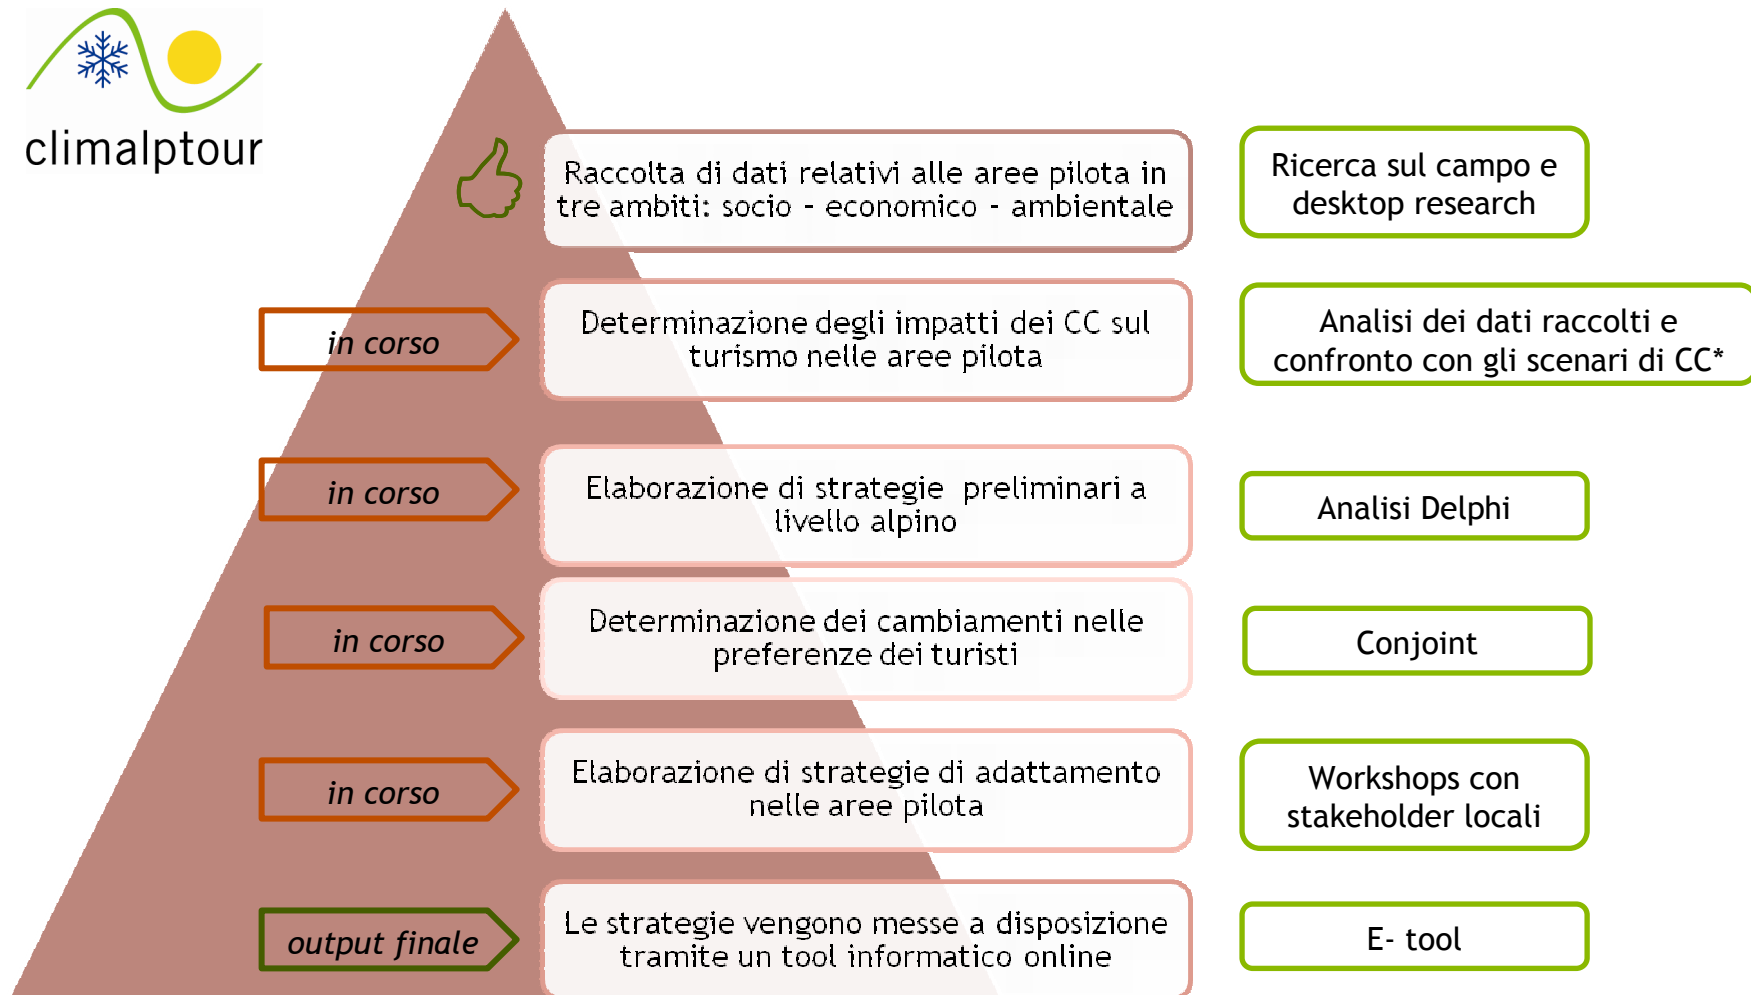 climalptour
Raccolta di dati relativi alle aree pilota in
tre ambiti: socio - economico - ambientale
Ricerca sul campo e
desktop research
in corso
Determinazione degli impatti dei CC sul
turismo nelle aree pilota
Analisi dei dati raccolti e
confronto con gli scenari di CC*
in corso
Elaborazione di strategie preliminari a
livello alpino
Analisi Delphi
in corso
Determinazione dei cambiamenti nelle
preferenze dei turisti
Conjoint
in corso
Elaborazione di strategie di adattamento
nelle aree pilota
Workshops con
stakeholder locali
output finale
Le strategie vengono messe a disposizione
tramite un tool informatico online
E- tool